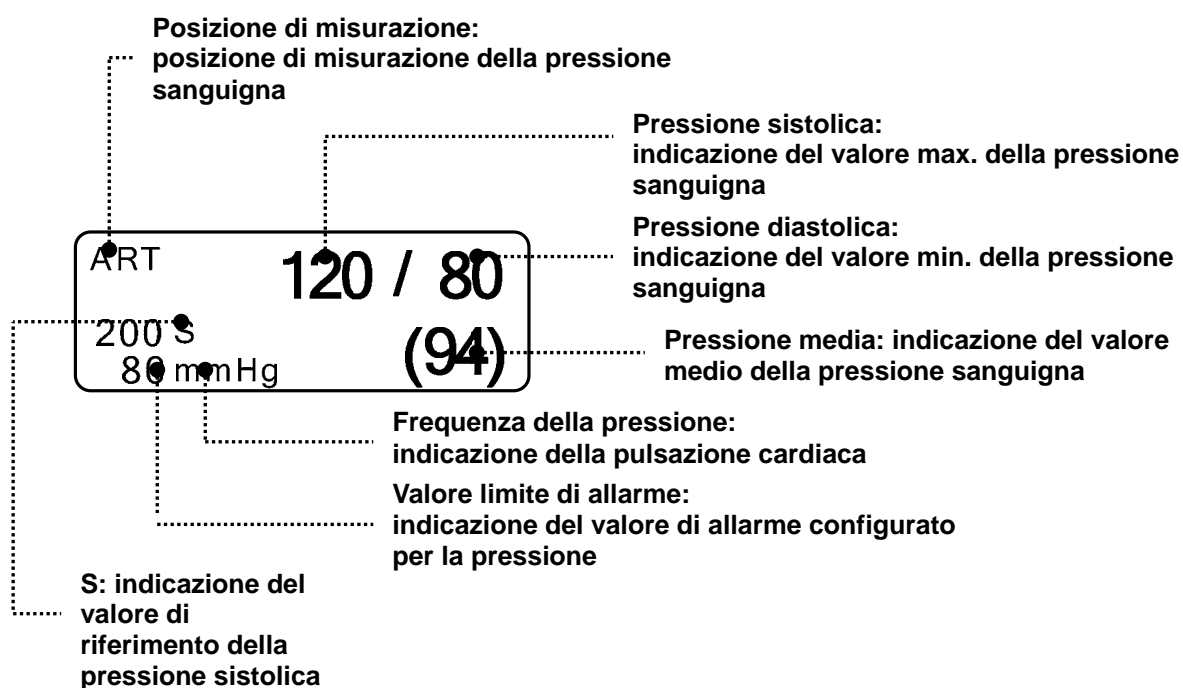 Posizione di misurazione:
posizione di misurazione della pressione
sanguigna
Pressione sistolica:
indicazione del valore max. della pressione
sanguigna
Pressione diastolica:
indicazione del valore min. della pressione
sanguigna
ART
120 / 80
200 S
(94)
80 mmHg
Pressione media: indicazione del valore
medio della pressione sanguigna
Frequenza della pressione:
indicazione della pulsazione cardiaca
Valore limite di allarme:
indicazione del valore di allarme configurato
per la pressione
S: indicazione del
valore di
riferimento della
pressione sistolica